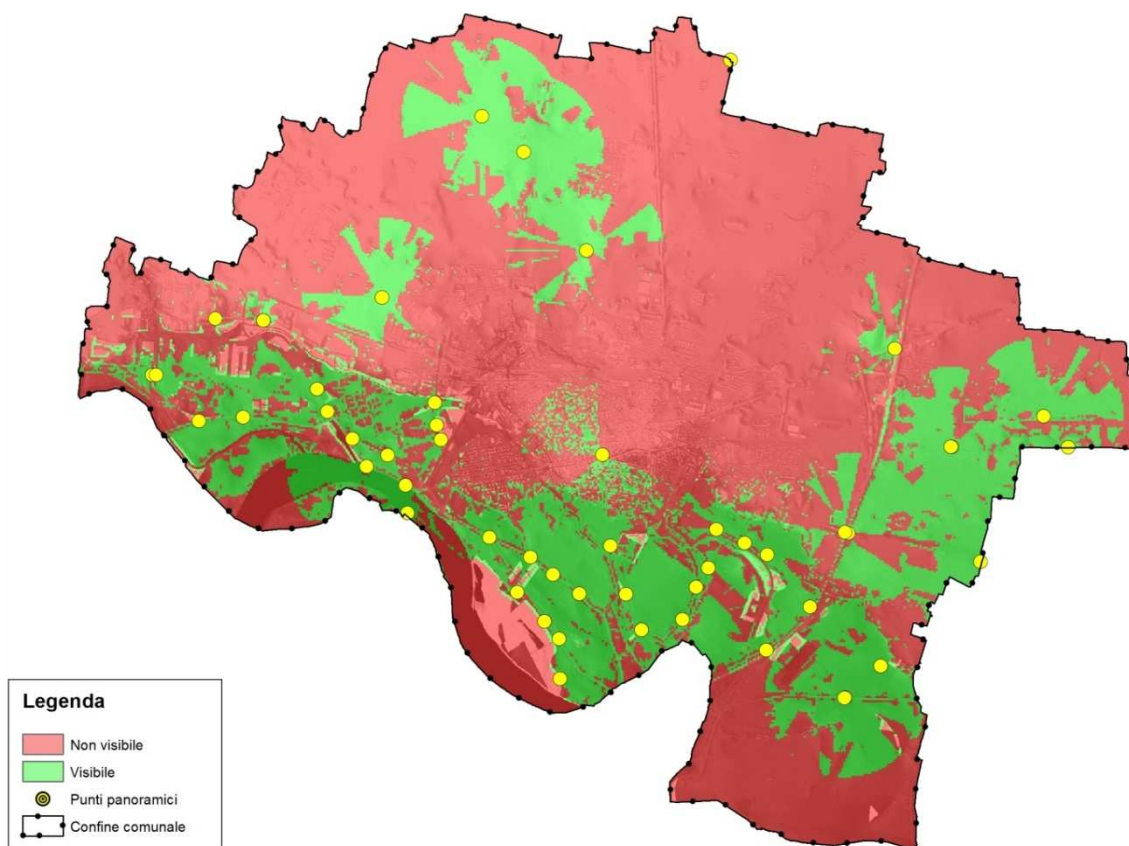 Legenda
Non visibile
Visibile
Punti panoramici
Confine comunale